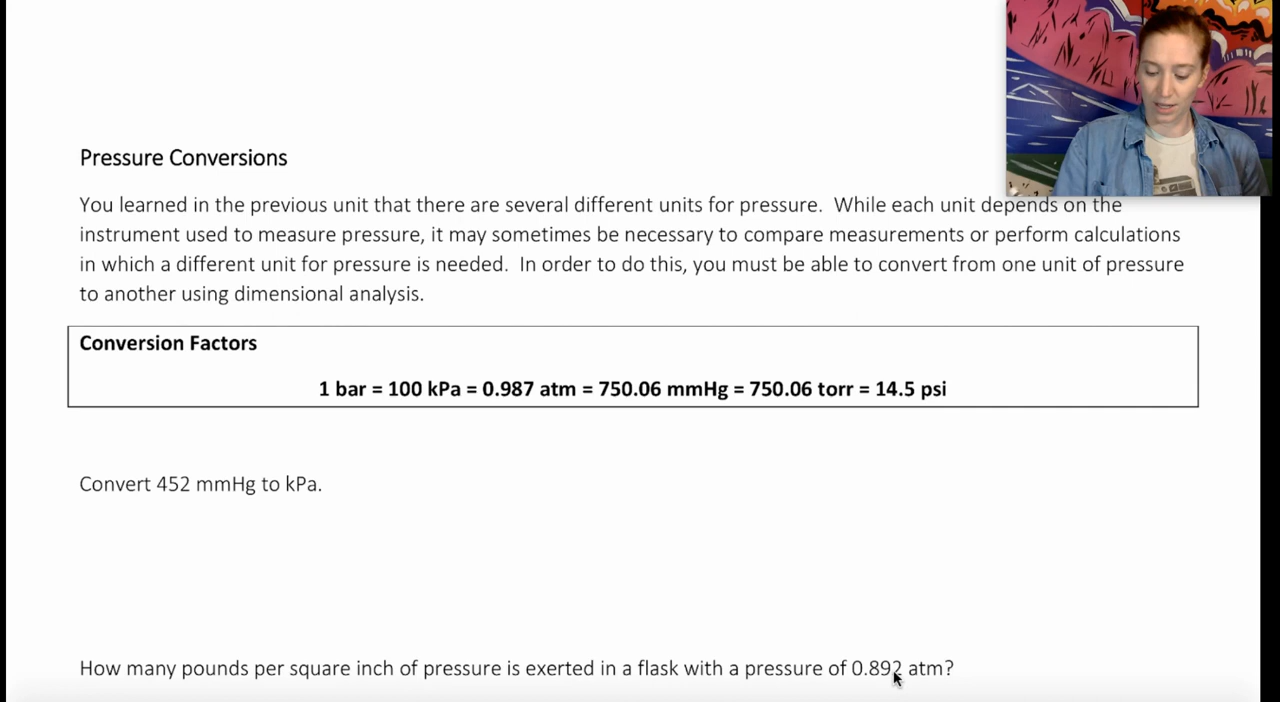 Pressure Conversions
You learned in the previous unit that there are several different units for pressure.  While each unit depends on the
instrument used to measure pressure, it may sometimes be necessary to compare measurements or perform calculations
in which a different unit for pressure is needed.  In order to do this, you must be able to convert from one unit of pressure
to another using dimensional analysis.
Conversion Factors
1 bar = 100 kPa = 0.987 atm = 750.06 mmHg = 750.06 torr = 14.5 psi
Convert 452 mmHg to kPa.
How many pounds per square inch of pressure is exerted in a flask with a pressure of 0.892 atm?